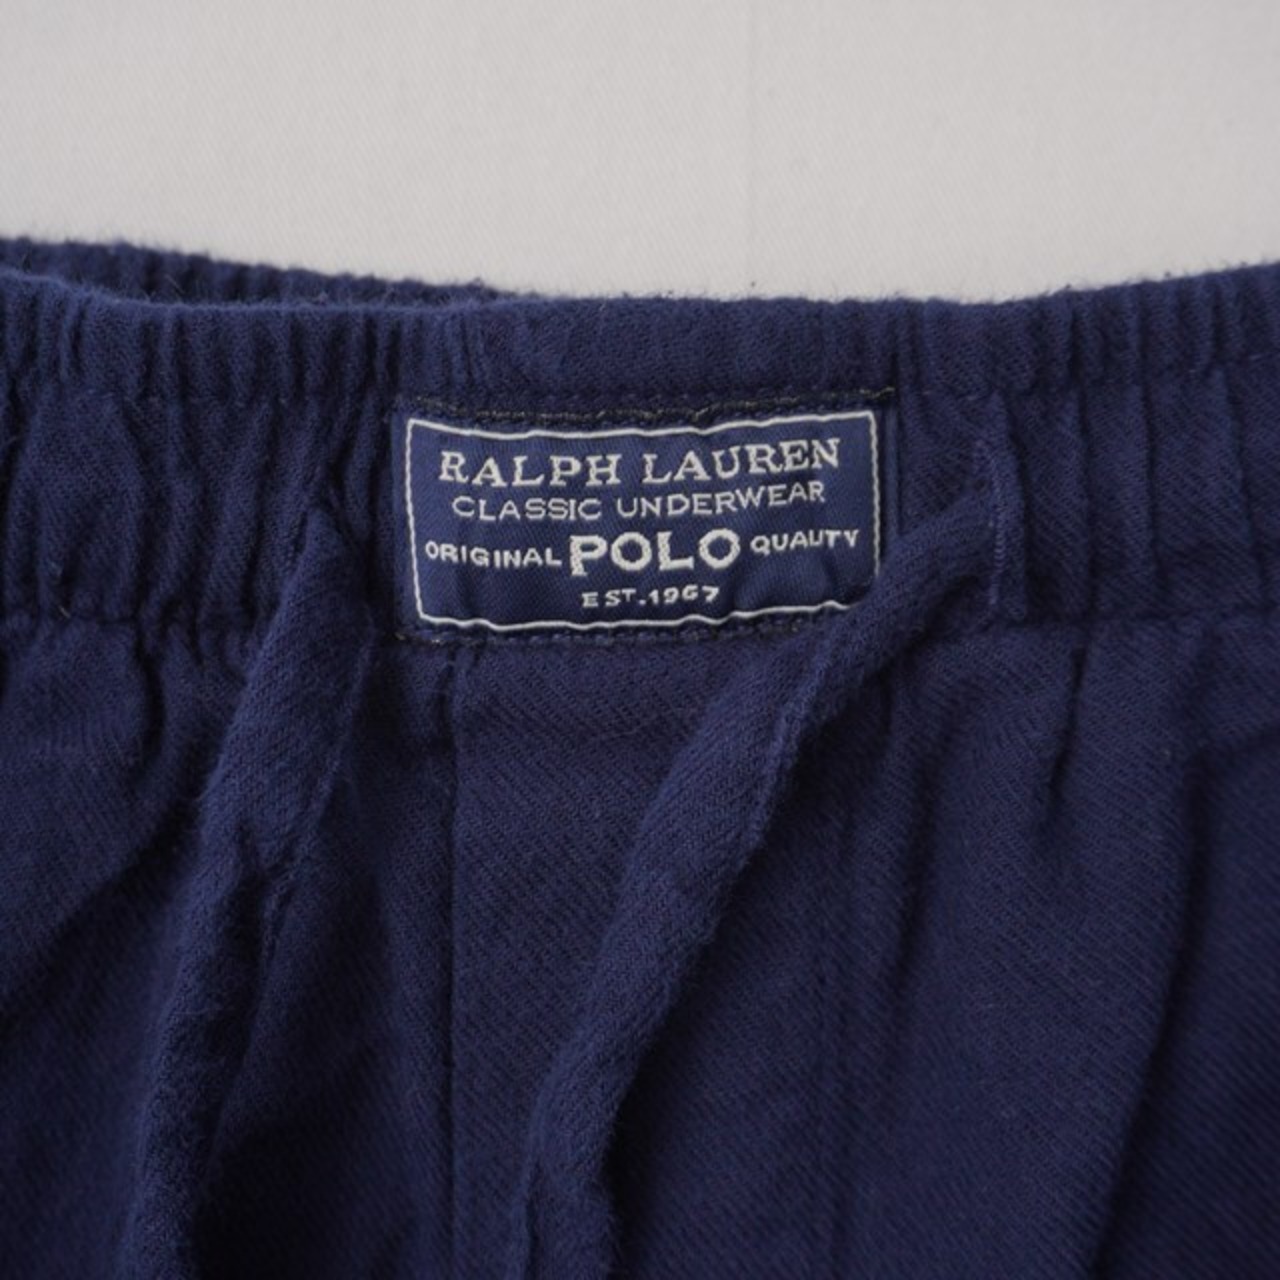 RALPH LAUREN
CLASSIC UNDERWEAR
ORIGINAL POLO QUALITY
EST.1967